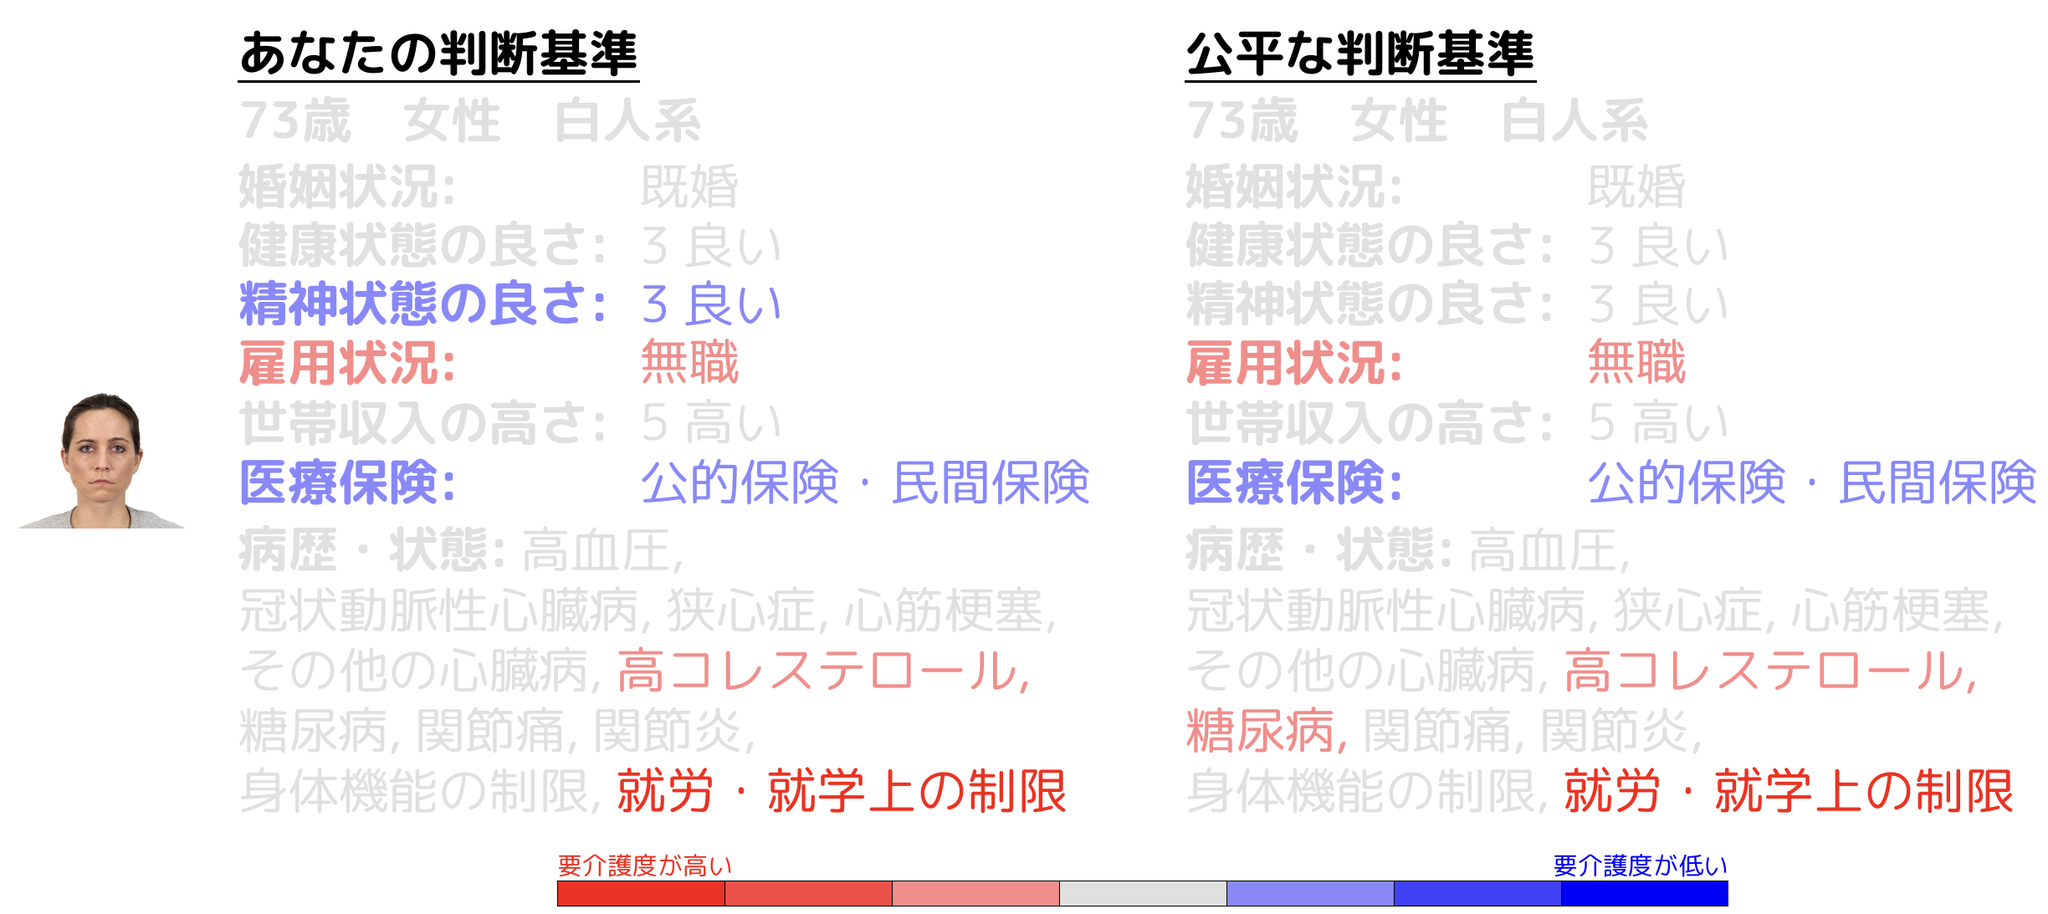 あなたの判断基準
73歳　女性　白人系
婚姻状況: 既婚
健康状態の良さ: 3 良い
精神状態の良さ: 3 良い
雇用状況: 無職
世帯収入の高さ: 5 高い
医療保険: 公的保険・民間保険
病歴・状態: 高血圧,
冠状動脈性心臓病, 狭心症, 心筋梗塞,
その他の心臓病, 高コレステロール,
糖尿病, 関節痛, 関節炎,
身体機能の制限, 就労・就学上の制限
公平な判断基準
73歳　女性　白人系
婚姻状況: 既婚
健康状態の良さ: 3 良い
精神状態の良さ: 3 良い
雇用状況: 無職
世帯収入の高さ: 5 高い
医療保険: 公的保険・民間保険
病歴・状態: 高血圧,
冠状動脈性心臓病, 狭心症, 心筋梗塞,
その他の心臓病, 高コレステロール,
糖尿病, 関節痛, 関節炎,
身体機能の制限, 就労・就学上の制限
要介護度が高い
要介護度が低い